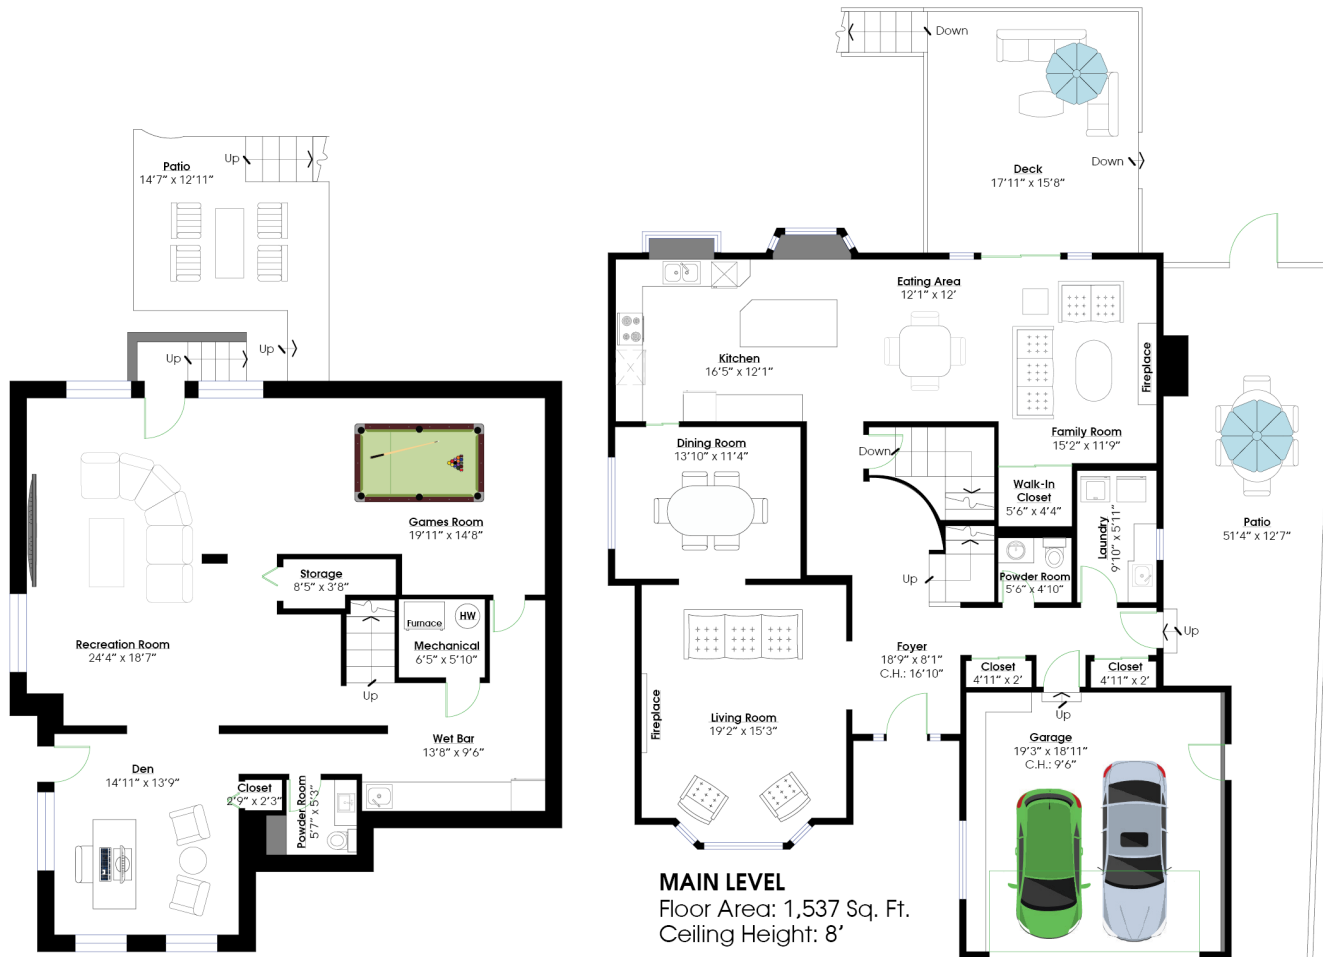 Patio
14'7" x 12'11"
Up
Up
Up
Games Room
19'11" x 14'8"
Storage
8'5" x 3'8"
Furnace
HW
Mechanical
6'5" x 5'10"
Recreation Room
24'4" x 18'7"
Up
Wet Bar
13'8" x 9'6"
Den
14'11" x 13'9"
Closet
2'9" x 2'3"
Powder Room
5'7" x 5'3"
Down
Deck
17'11" x 15'8"
Down
Eating Area
12'1" x 12'
Kitchen
16'5" x 12'1"
Fireplace
Family Room
15'2" x 11'9"
Dining Room
13'10" x 11'4"
Down
Walk-In
Closet
5'6" x 4'4"
Laundry
9'10" x 5'11"
Patio
51'4" x 12'7"
Up
Powder Room
5'6" x 4'10"
Up
Foyer
18'9" x 8'1"
C.H.: 16'10"
Closet
4'11" x 2'
Closet
4'11" x 2'
Fireplace
Living Room
19'2" x 15'3"
Up
Garage
19'3" x 18'11"
C.H.: 9'6"
MAIN LEVEL
Floor Area: 1,537 Sq. Ft.
Ceiling Height: 8'